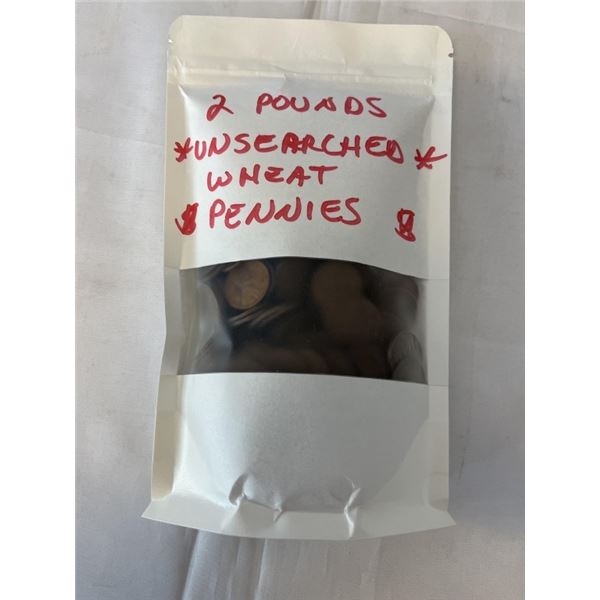 2 POUNDS
*UNSEARCHED*
WHEAT
$ PENNIES $